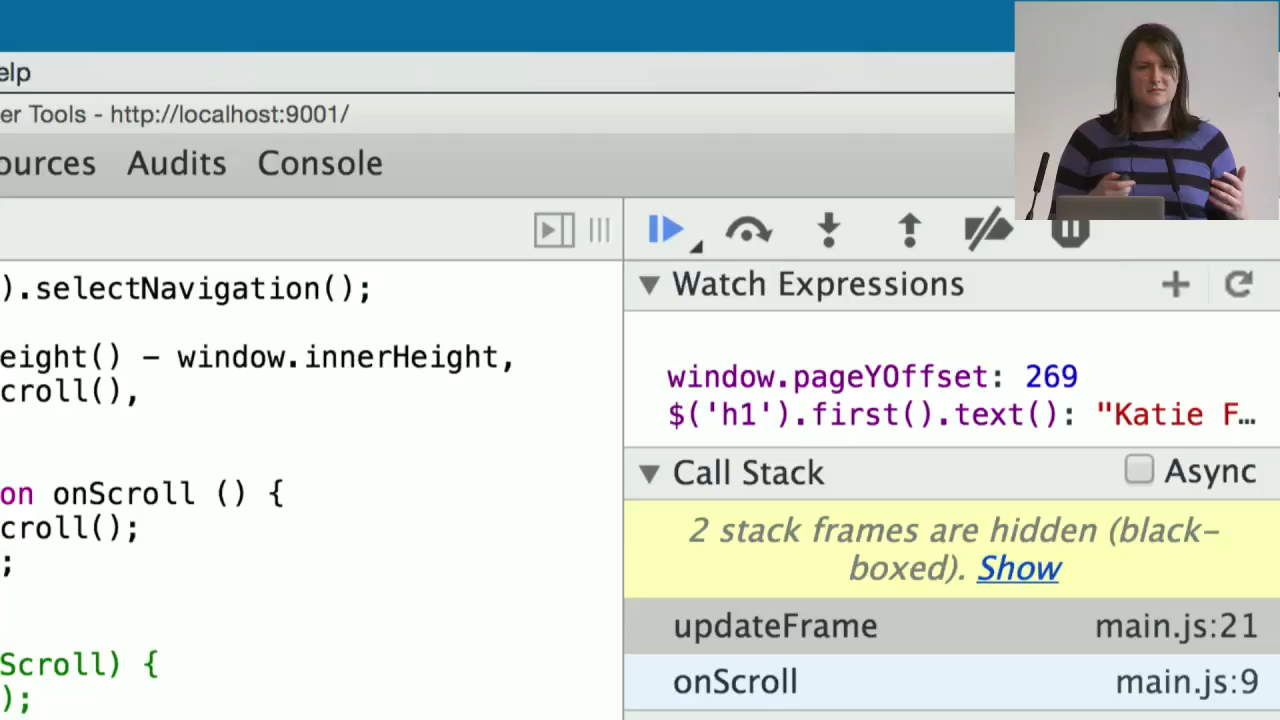 elp
er Tools - http://localhost:9001/
ources Audits Console
).selectNavigation();
eight() - window.innerHeight,
croll(),
on onScroll () {
croll();
;
Scroll) {
);
Watch Expressions
window.pageYOffset: 269
$('h1').first().text(): "Katie F…
Call Stack Async
2 stack frames are hidden (black-
boxed). Show
updateFrame main.js:21
onScroll main.js:9